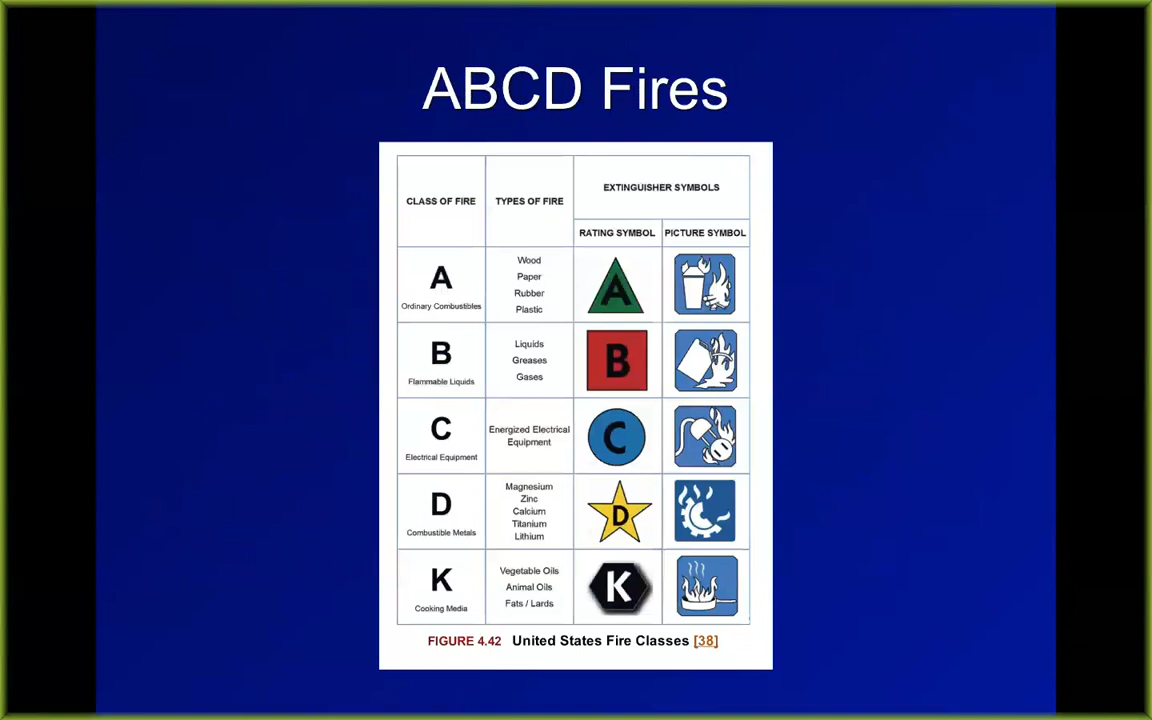 ABCD Fires
CLASS OF FIRE
TYPES OF FIRE
EXTINGUISHER SYMBOLS
RATING SYMBOL
PICTURE SYMBOL
A
Ordinary Combustibles
Wood
Paper
Rubber
Plastic
A
B
Flammable Liquids
Liquids
Greases
Gases
B
C
Electrical Equipment
Energized Electrical
Equipment
C
D
Combustible Metals
Magnesium
Zinc
Calcium
Titanium
Lithium
D
K
Cooking Media
Vegetable Oils
Animal Oils
Fats / Lards
K
FIGURE 4.42 United States Fire Classes [38]